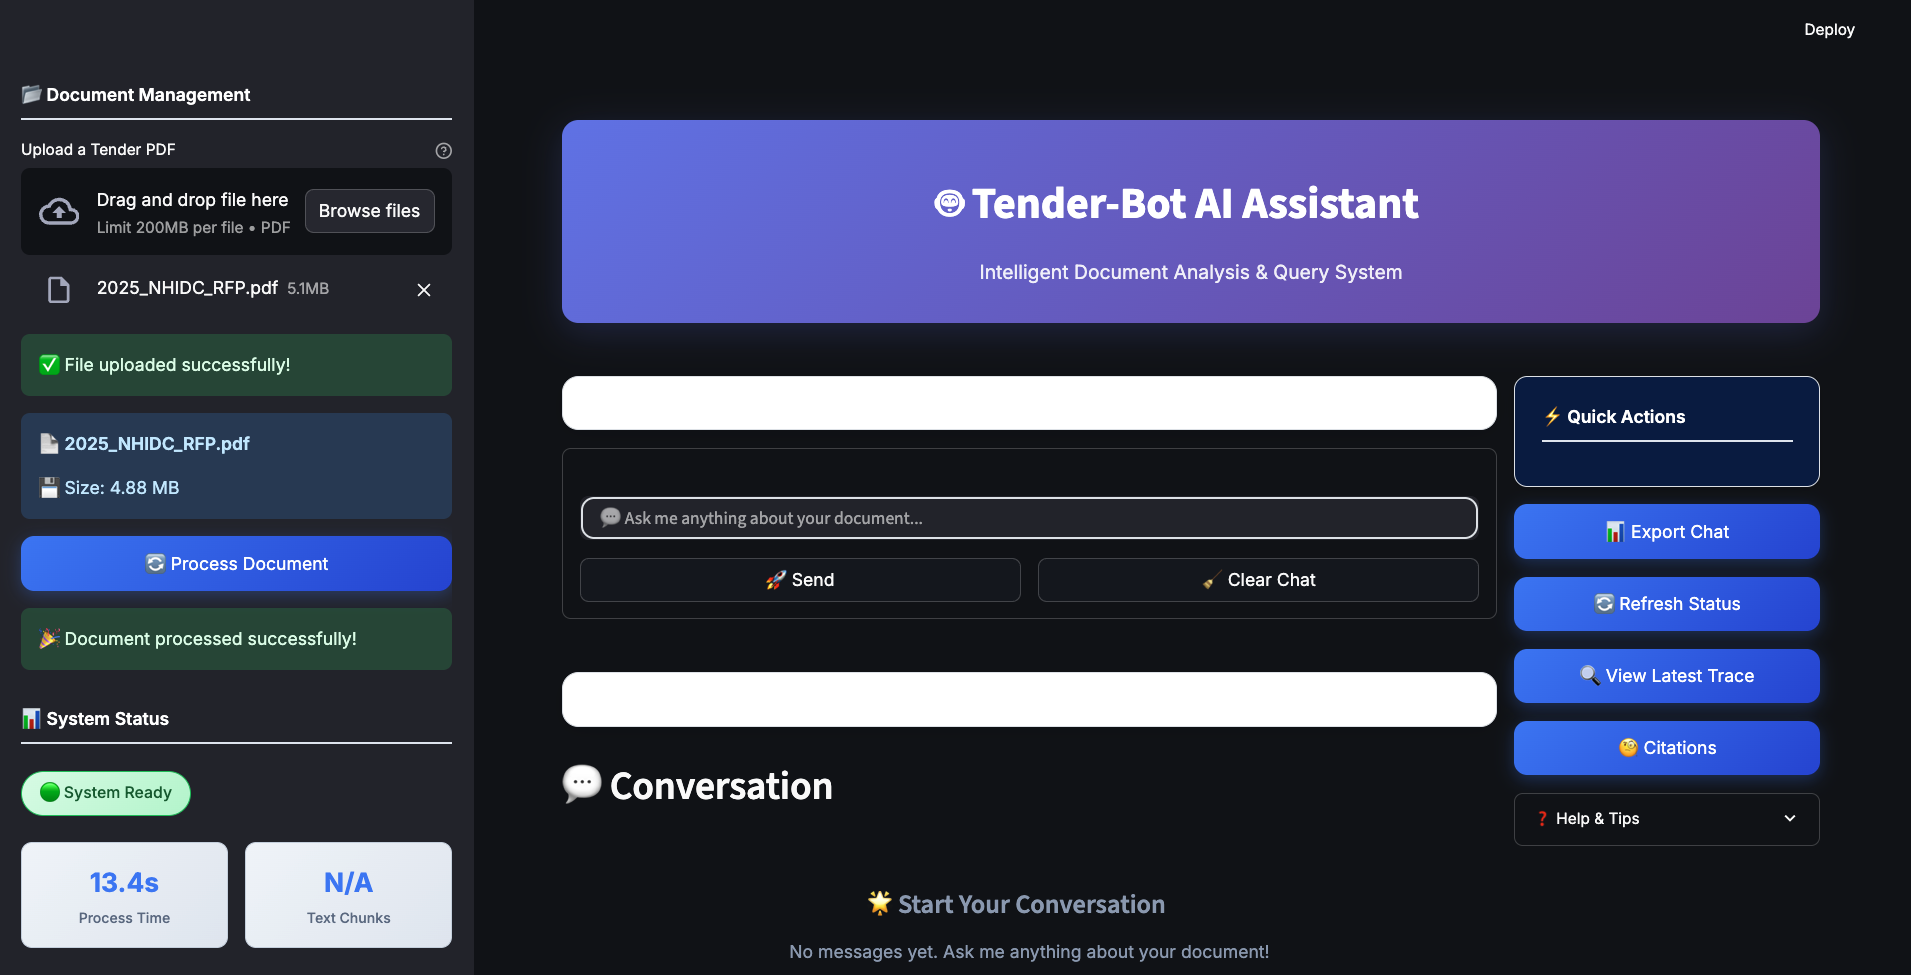 Deploy
📂 Document Management
Upload a Tender PDF
Drag and drop file here
Limit 200MB per file • PDF
Browse files
2025_NHIDC_RFP.pdf 5.1MB
✅ File uploaded successfully!
📄 2025_NHIDC_RFP.pdf
💾 Size: 4.88 MB
🔄 Process Document
🎉 Document processed successfully!
📊 System Status
🟢 System Ready
13.4s
Process Time
N/A
Text Chunks
Tender-Bot AI Assistant
Intelligent Document Analysis & Query System
💬 Ask me anything about your document...
🚀 Send
🧹 Clear Chat
💬 Conversation
🌟 Start Your Conversation
No messages yet. Ask me anything about your document!
⚡ Quick Actions
📊 Export Chat
🔄 Refresh Status
🔍 View Latest Trace
🧐 Citations
❓ Help & Tips